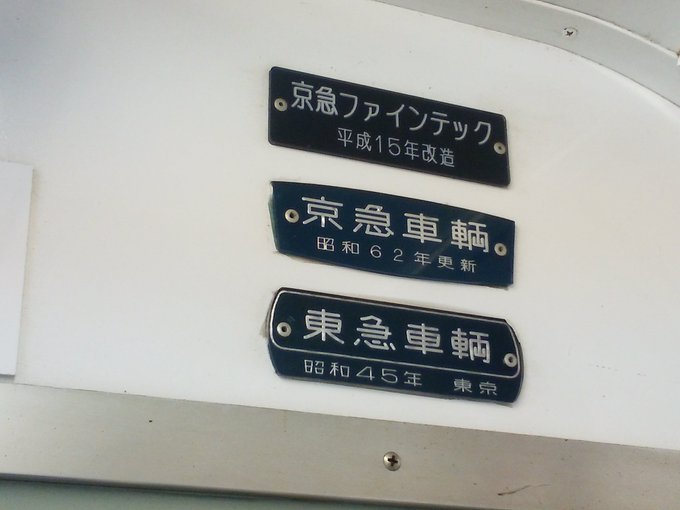 京急ファインテック
平成15年改造
京急車輌
昭和62年更新
東急車輌
昭和45年 東京